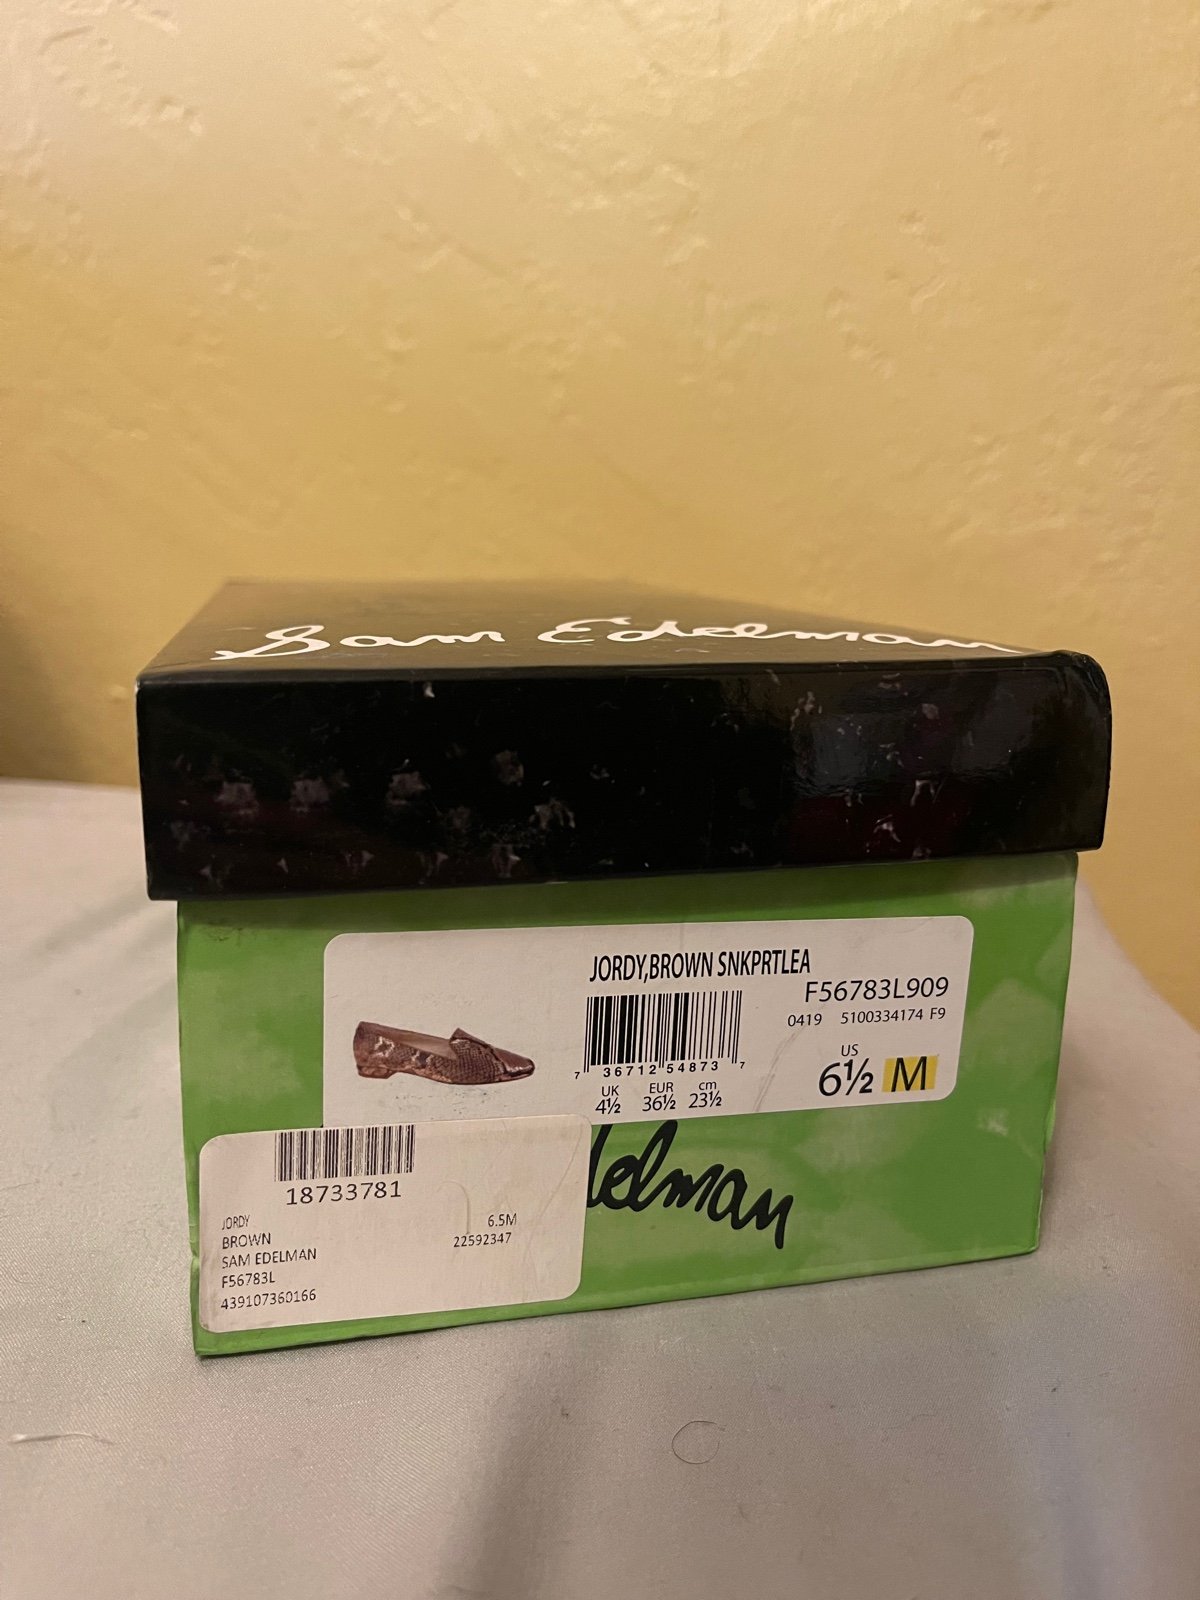 Sam Edelman
JORDY,BROWN SNKPRTLEA
F56783L909
0419 5100334174 F9
7 36712 54873 7
US
6½ M
UK EUR cm
4½ 36½ 23½
delman
18733781
JORDY 6.5M
BROWN 22592347
SAM EDELMAN
F56783L
439107360166